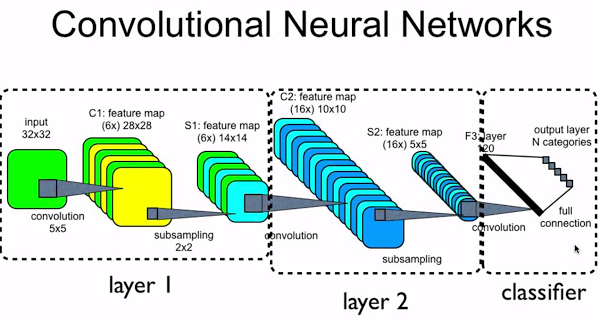 Convolutional Neural Networks
input
32x32
C1: feature map
(6x) 28x28
S1: feature map
(6x) 14x14
C2: feature map
(16x) 10x10
S2: feature map
(16x) 5x5
F3: layer
120
output layer
N categories
convolution
5x5
subsampling
2x2
convolution
subsampling
convolution
full
connection
layer 1
layer 2
classifier